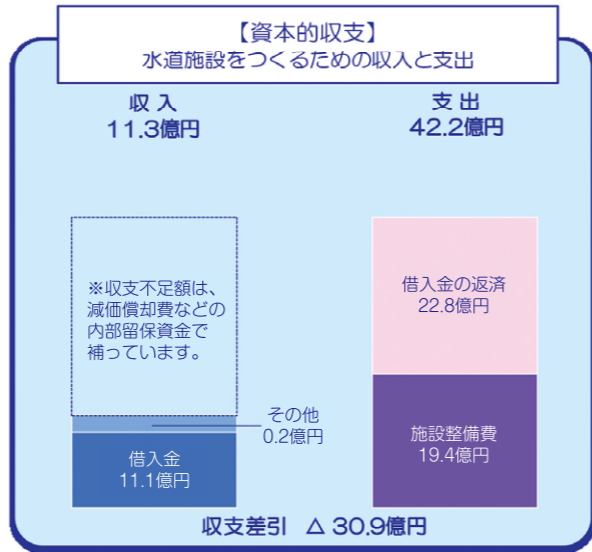 【資本的収支】
水道施設をつくるための収入と支出
収 入
11.3億円
支 出
42.2億円
※収支不足額は、
減価償却費などの
内部留保資金で
補っています。
その他
0.2億円
借入金
11.1億円
借入金の返済
22.8億円
施設整備費
19.4億円
収支差引 △ 30.9億円